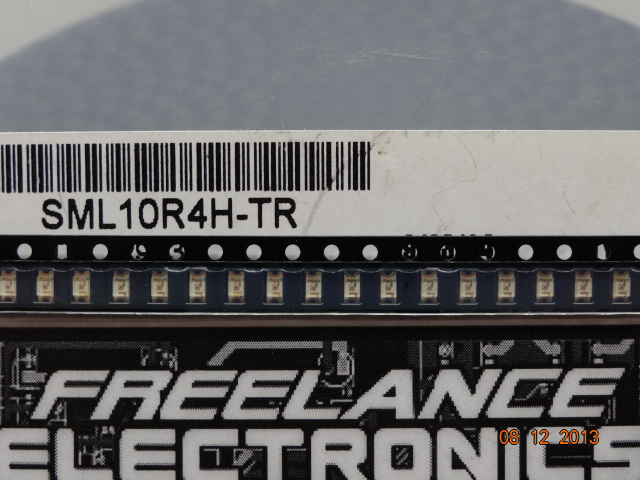 SML10R4H-TR
FREELANCE
ELECTRONICS
08 12 2013